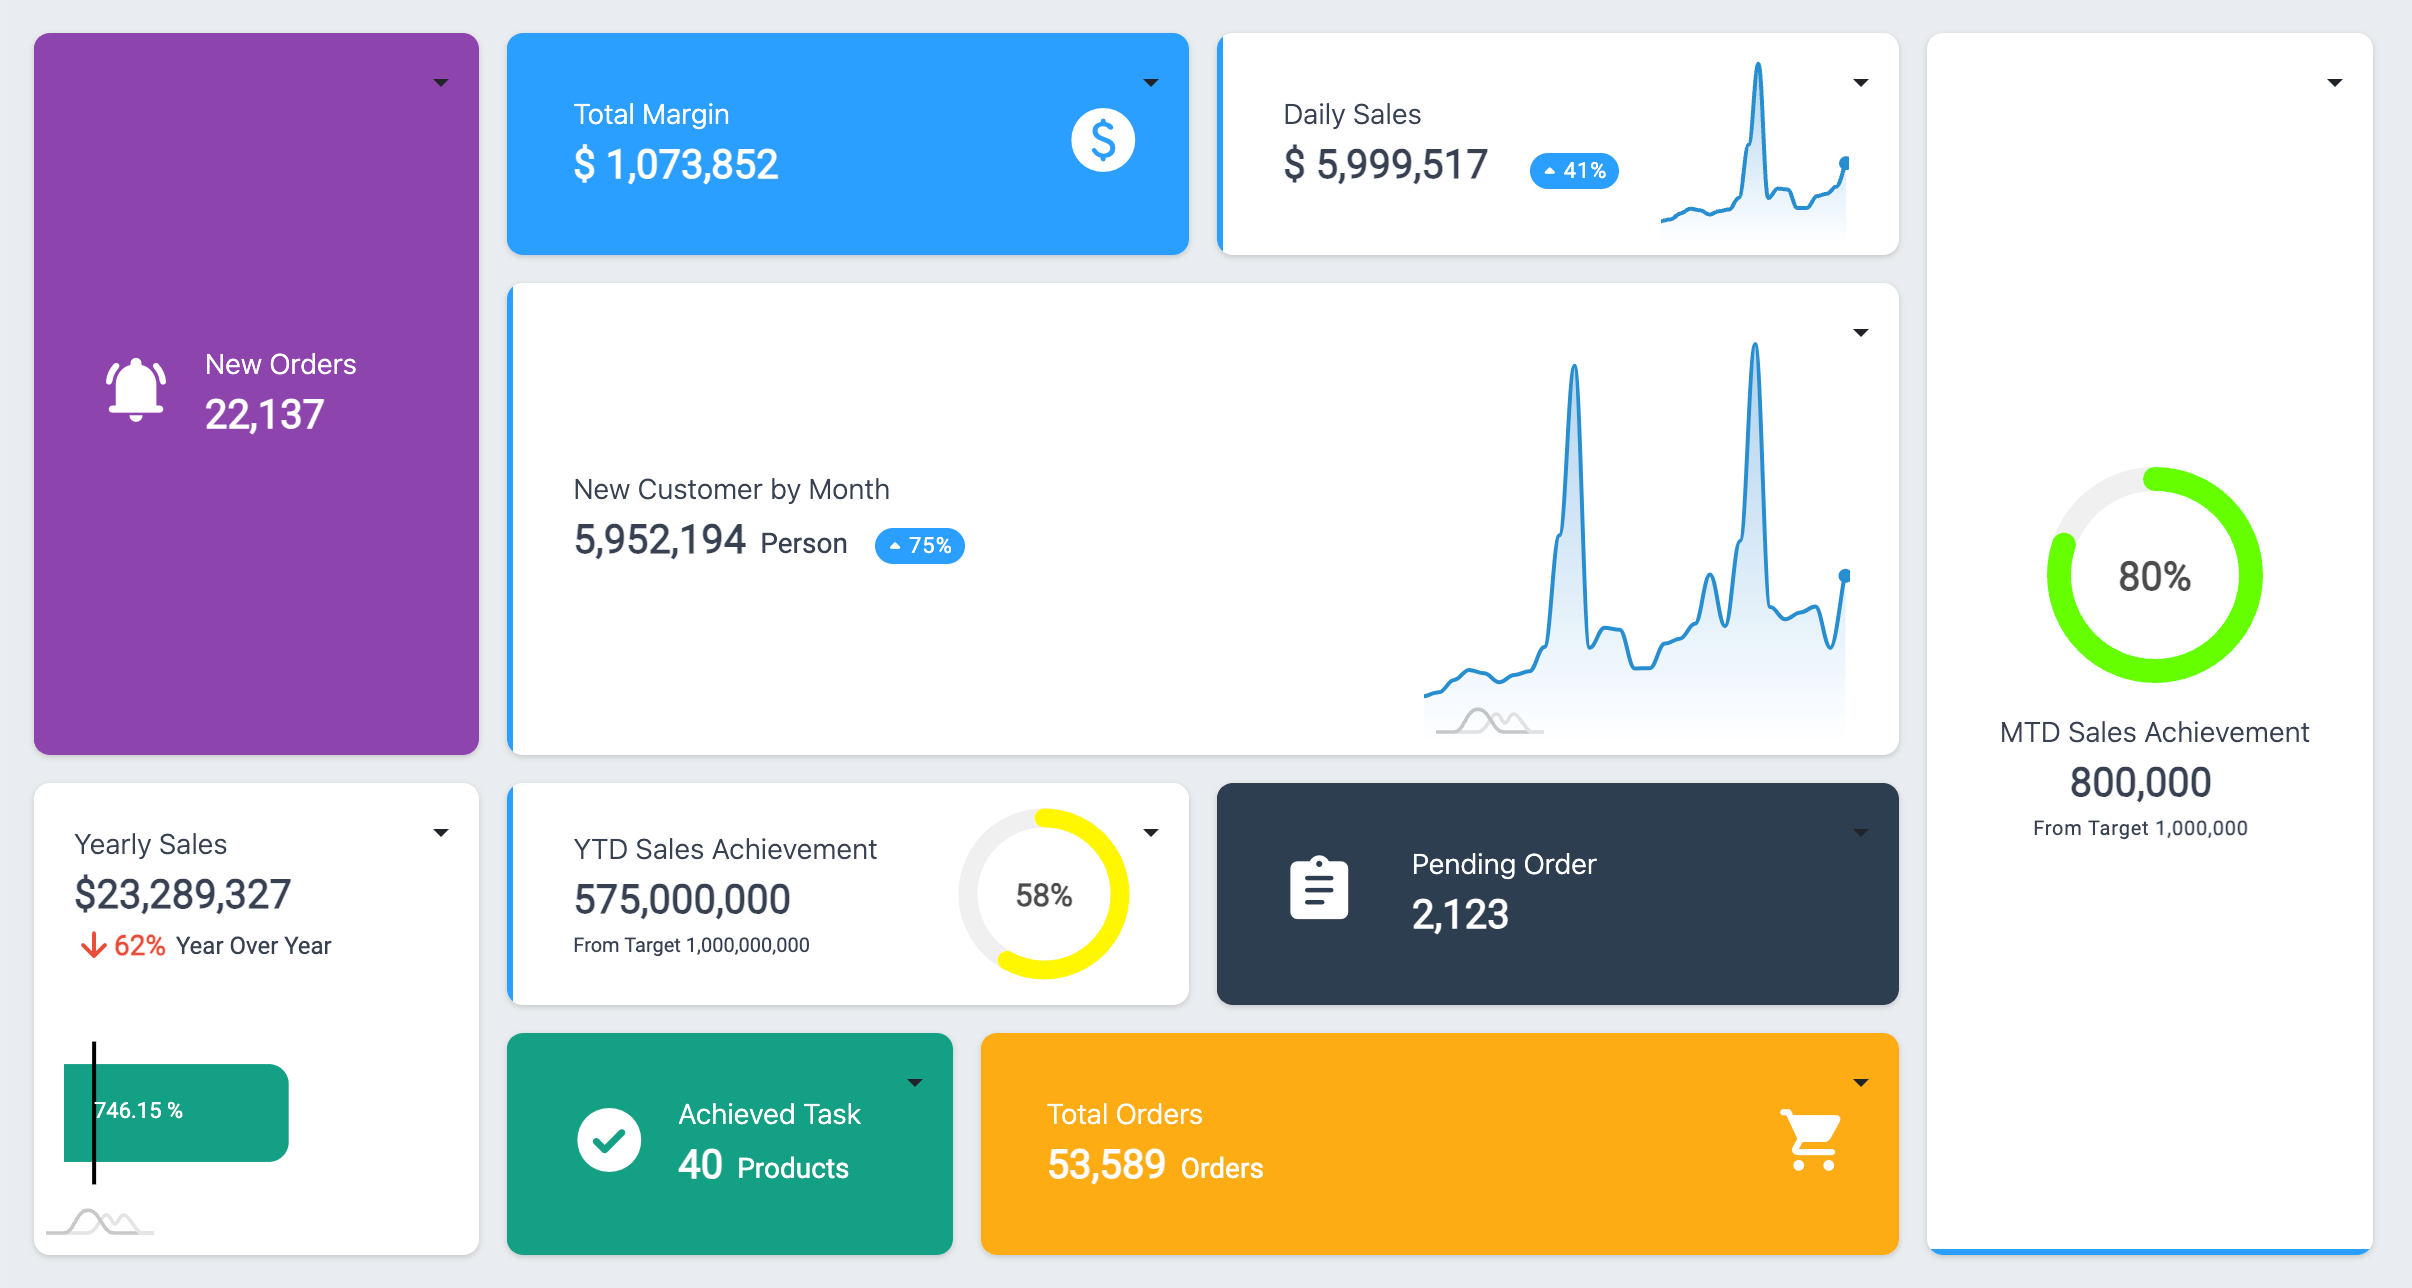 New Orders
22,137
Total Margin
$ 1,073,852
$
Daily Sales
$ 5,999,517 41%
New Customer by Month
5,952,194 Person 75%
80%
MTD Sales Achievement
800,000
From Target 1,000,000
Yearly Sales
$23,289,327
62% Year Over Year
746.15 %
YTD Sales Achievement
575,000,000
From Target 1,000,000,000
58%
Pending Order
2,123
Achieved Task
40 Products
Total Orders
53,589 Orders